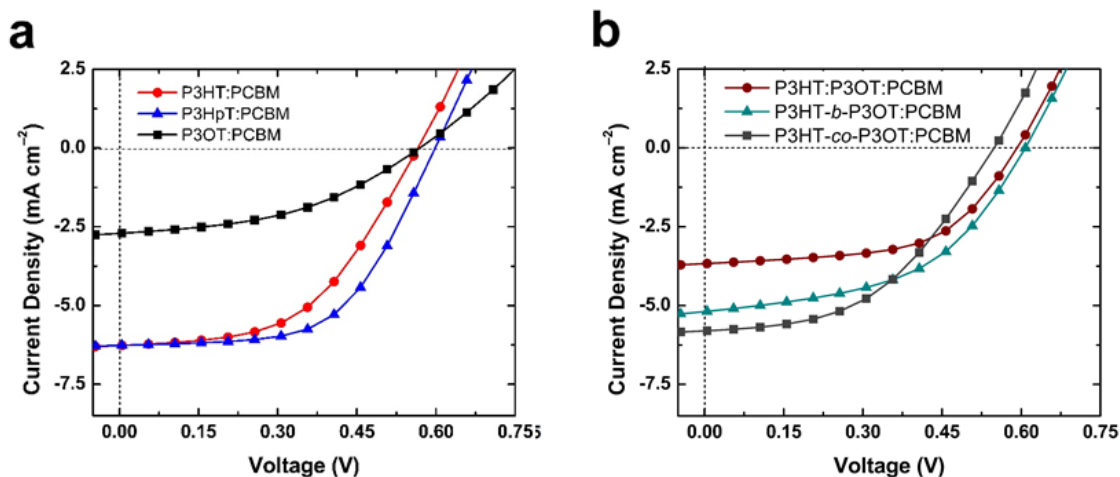 a
P3HT:PCBM
P3HpT:PCBM
P3OT:PCBM
2.5
0.0
-2.5
-5.0
-7.5
Current Density (mA cm⁻²)
0.00
0.15
0.30
0.45
0.60
0.755
Voltage (V)
b
P3HT:P3OT:PCBM
P3HT-b-P3OT:PCBM
P3HT-co-P3OT:PCBM
2.5
0.0
-2.5
-5.0
-7.5
Current Density (mA cm⁻²)
0.00
0.15
0.30
0.45
0.60
0.75
Voltage (V)